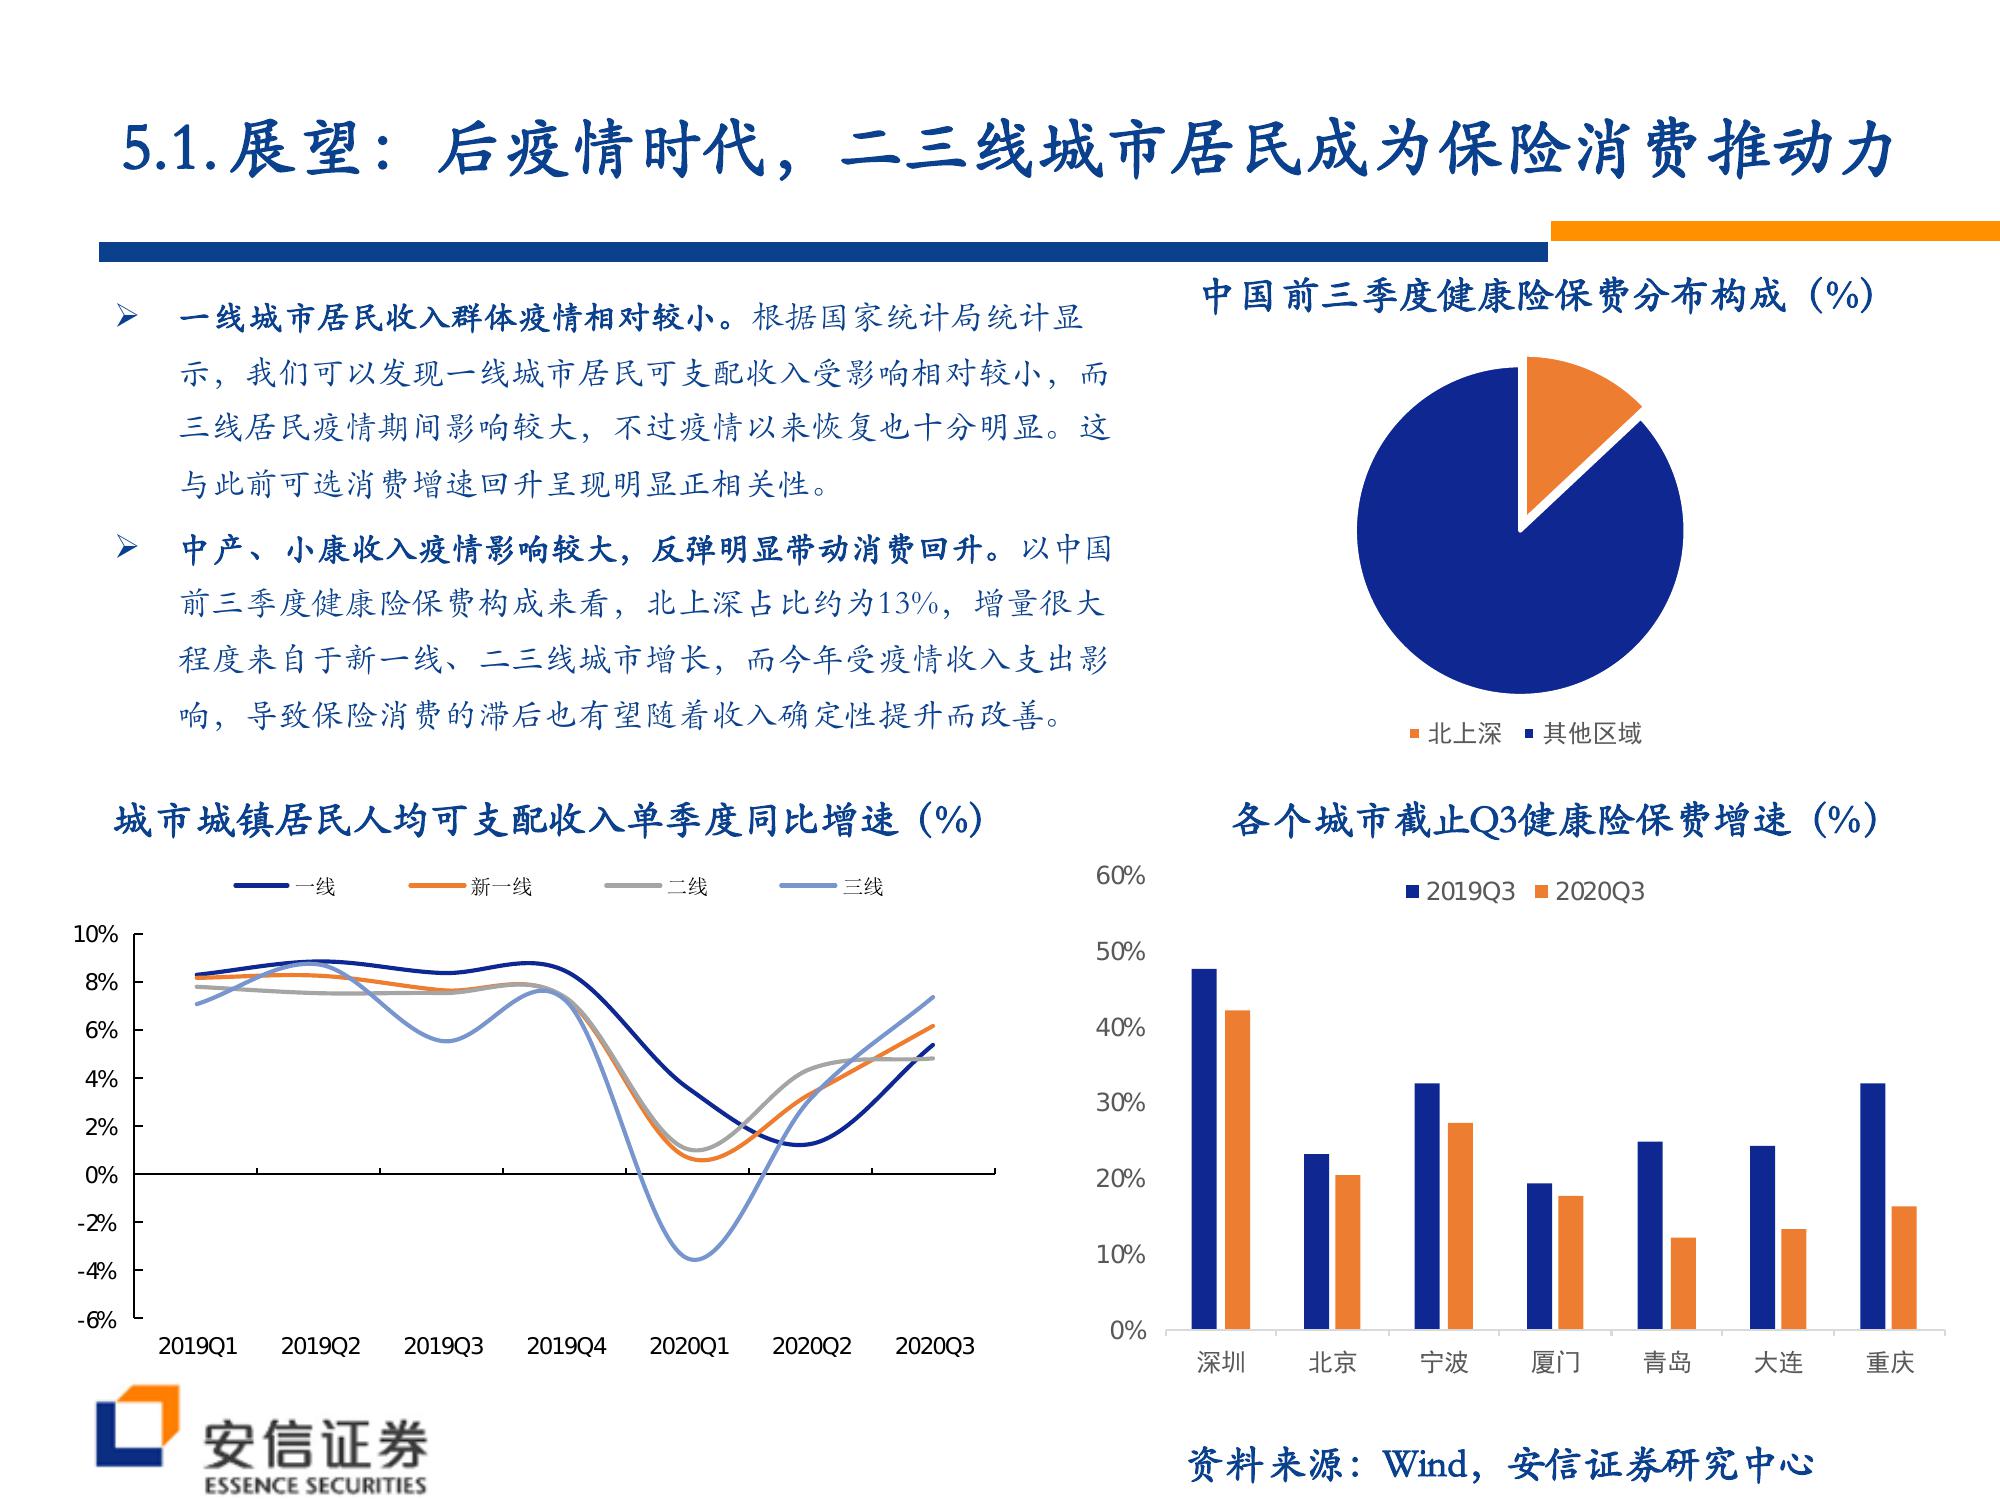 5.1.展望：后疫情时代，二三线城市居民成为保险消费推动力
一线城市居民收入群体疫情相对较小。根据国家统计局统计显
示，我们可以发现一线城市居民可支配收入受影响相对较小，而
三线居民疫情期间影响较大，不过疫情以来恢复也十分明显。这
与此前可选消费增速回升呈现明显正相关性。
中产、小康收入疫情影响较大，反弹明显带动消费回升。以中国
前三季度健康险保费构成来看，北上深占比约为13%，增量很大
程度来自于新一线、二三线城市增长，而今年受疫情收入支出影
响，导致保险消费的滞后也有望随着收入确定性提升而改善。
中国前三季度健康险保费分布构成（%）
北上深 其他区域
城市城镇居民人均可支配收入单季度同比增速（%）
一线 新一线 二线 三线
10%
8%
6%
4%
2%
0%
-2%
-4%
-6%
2019Q1 2019Q2 2019Q3 2019Q4 2020Q1 2020Q2 2020Q3
各个城市截止Q3健康险保费增速（%）
2019Q3 2020Q3
60%
50%
40%
30%
20%
10%
0%
深圳 北京 宁波 厦门 青岛 大连 重庆
安信证券
ESSENCE SECURITIES
资料来源：Wind，安信证券研究中心